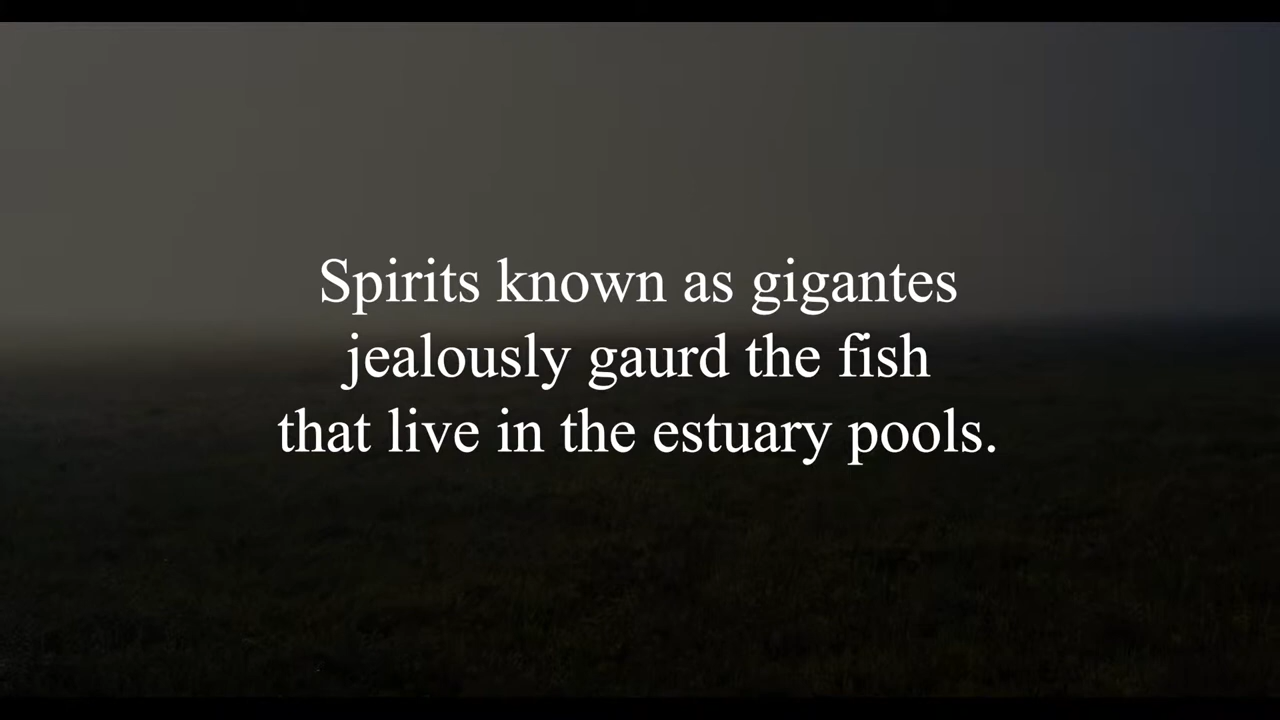 Spirits known as gigantes
jealously gaurd the fish
that live in the estuary pools.